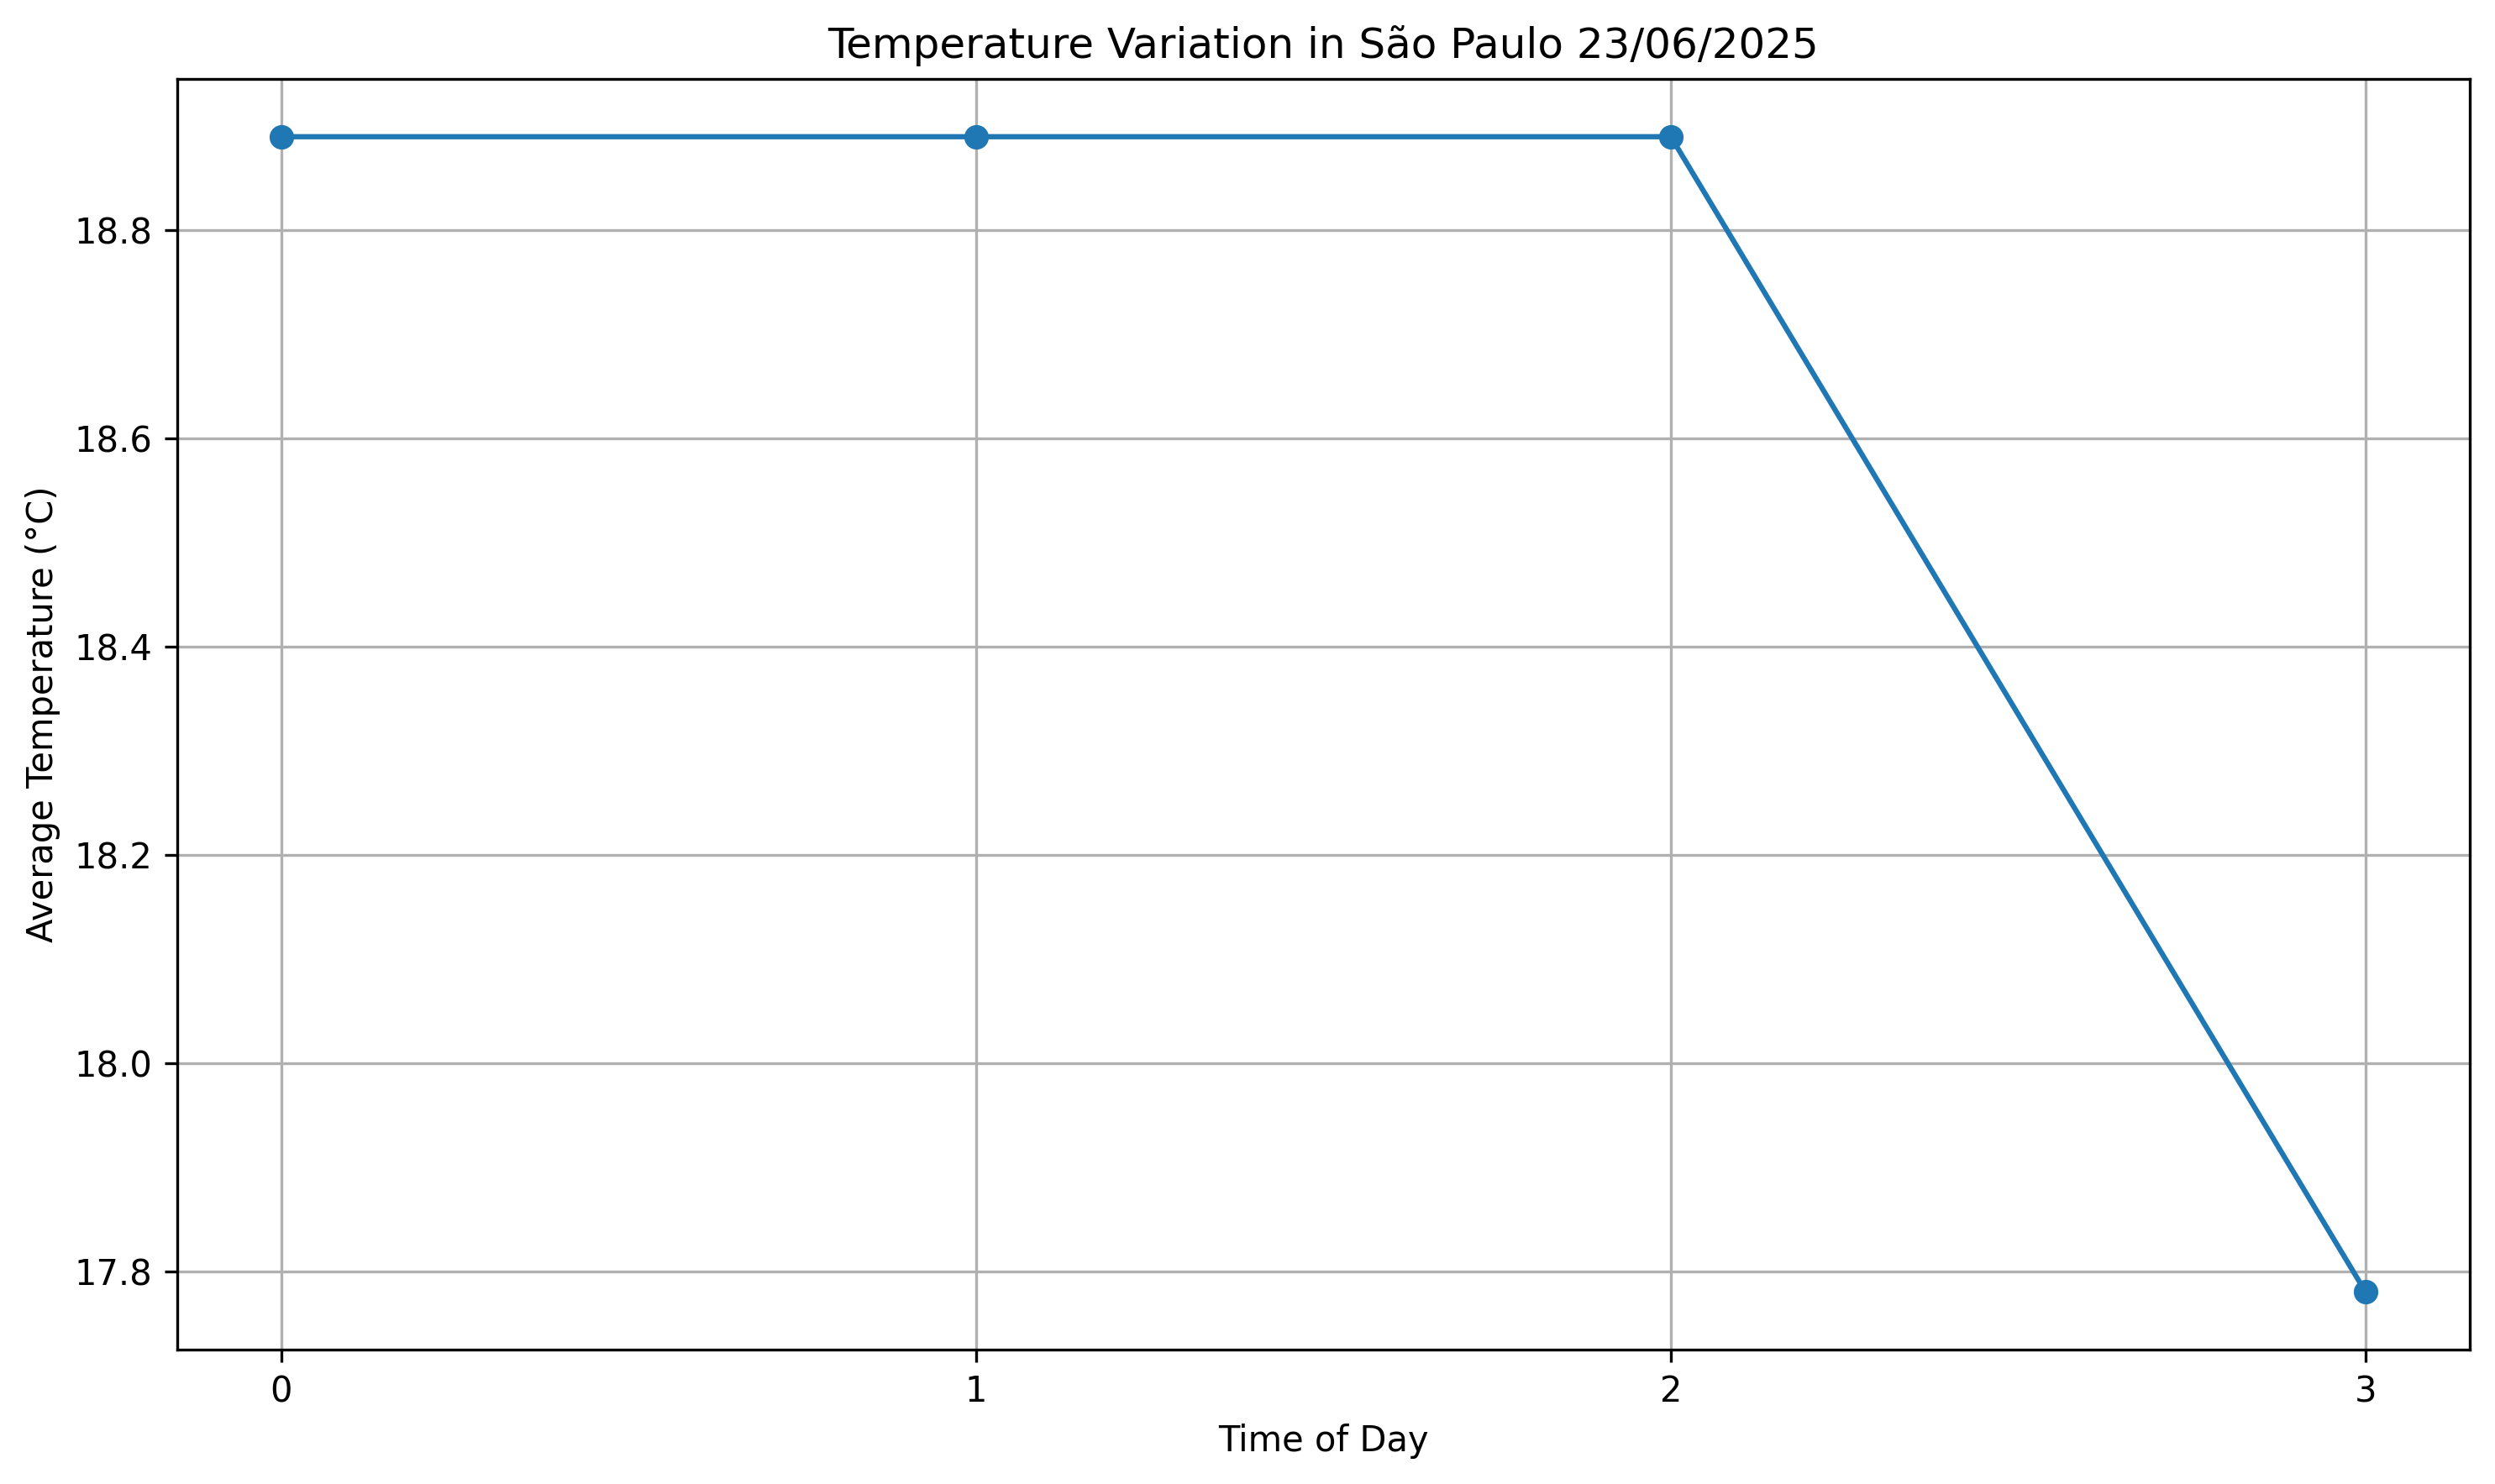 Temperature Variation in São Paulo 23/06/2025
Average Temperature (°C)
18.8
18.6
18.4
18.2
18.0
17.8
0 1 2 3
Time of Day